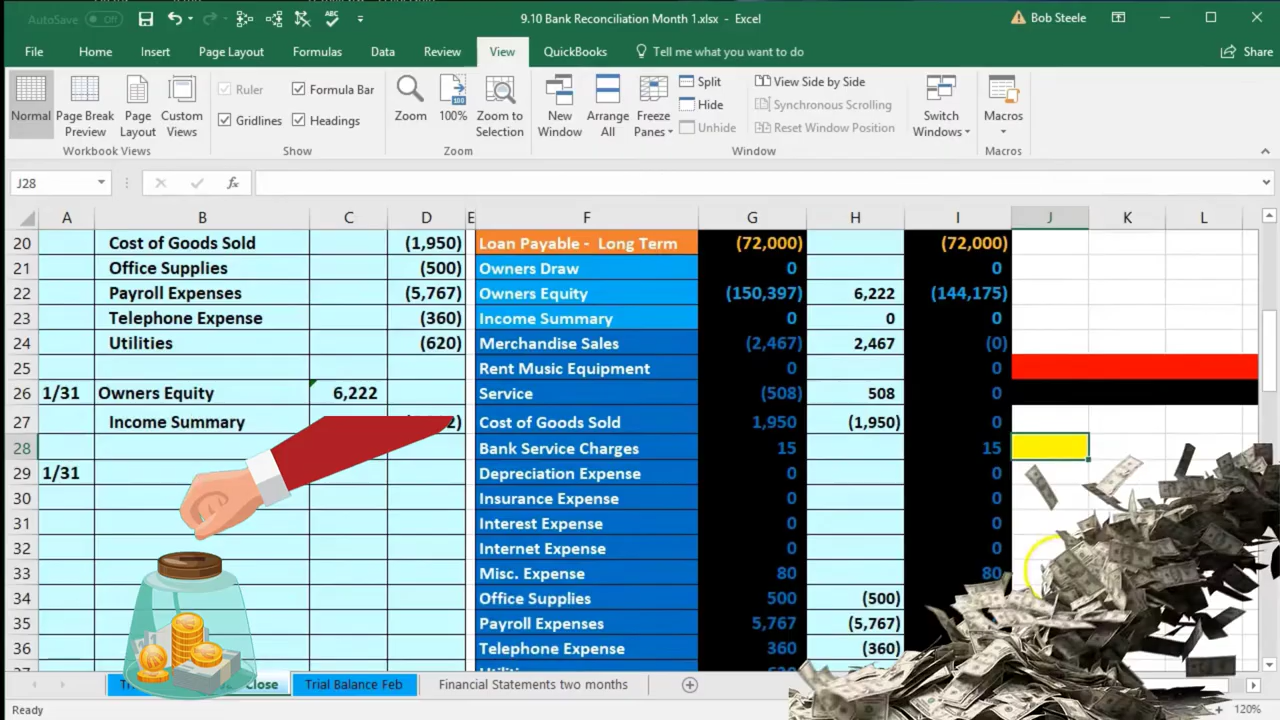 AutoSave Off 9.10 Bank Reconciliation Month 1.xlsx - Excel Bob Steele
File Home Insert Page Layout Formulas Data Review View QuickBooks Tell me what you want to do Share
Normal Page Break Preview Page Layout Custom Views
Ruler Formula Bar
Gridlines Headings
Zoom 100% Zoom to Selection
New Window Arrange All Freeze Panes
Split
Hide
Unhide
View Side by Side
Synchronous Scrolling
Reset Window Position
Switch Windows Macros
Workbook Views Show Zoom Window Macros
J28 fx
A B C D E F G H I J K L
20 Cost of Goods Sold (1,950) Loan Payable - Long Term (72,000) (72,000)
21 Office Supplies (500) Owners Draw 0 0
22 Payroll Expenses (5,767) Owners Equity (150,397) 6,222 (144,175)
23 Telephone Expense (360) Income Summary 0 0 0
24 Utilities (620) Merchandise Sales (2,467) 2,467 (0)
25 Rent Music Equipment 0 0
26 1/31 Owners Equity 6,222 Service (508) 508 0
27 Income Summary Cost of Goods Sold 1,950 (1,950) 0
28 Bank Service Charges 15 15
29 1/31 Depreciation Expense 0 0
30 Insurance Expense 0 0
31 Interest Expense 0 0
32 Internet Expense 0 0
33 Misc. Expense 80 80
34 Office Supplies 500 (500)
35 Payroll Expenses 5,767 (5,767)
36 Telephone Expense 360 (360)
Close Trial Balance Feb Financial Statements two months
Ready 120%